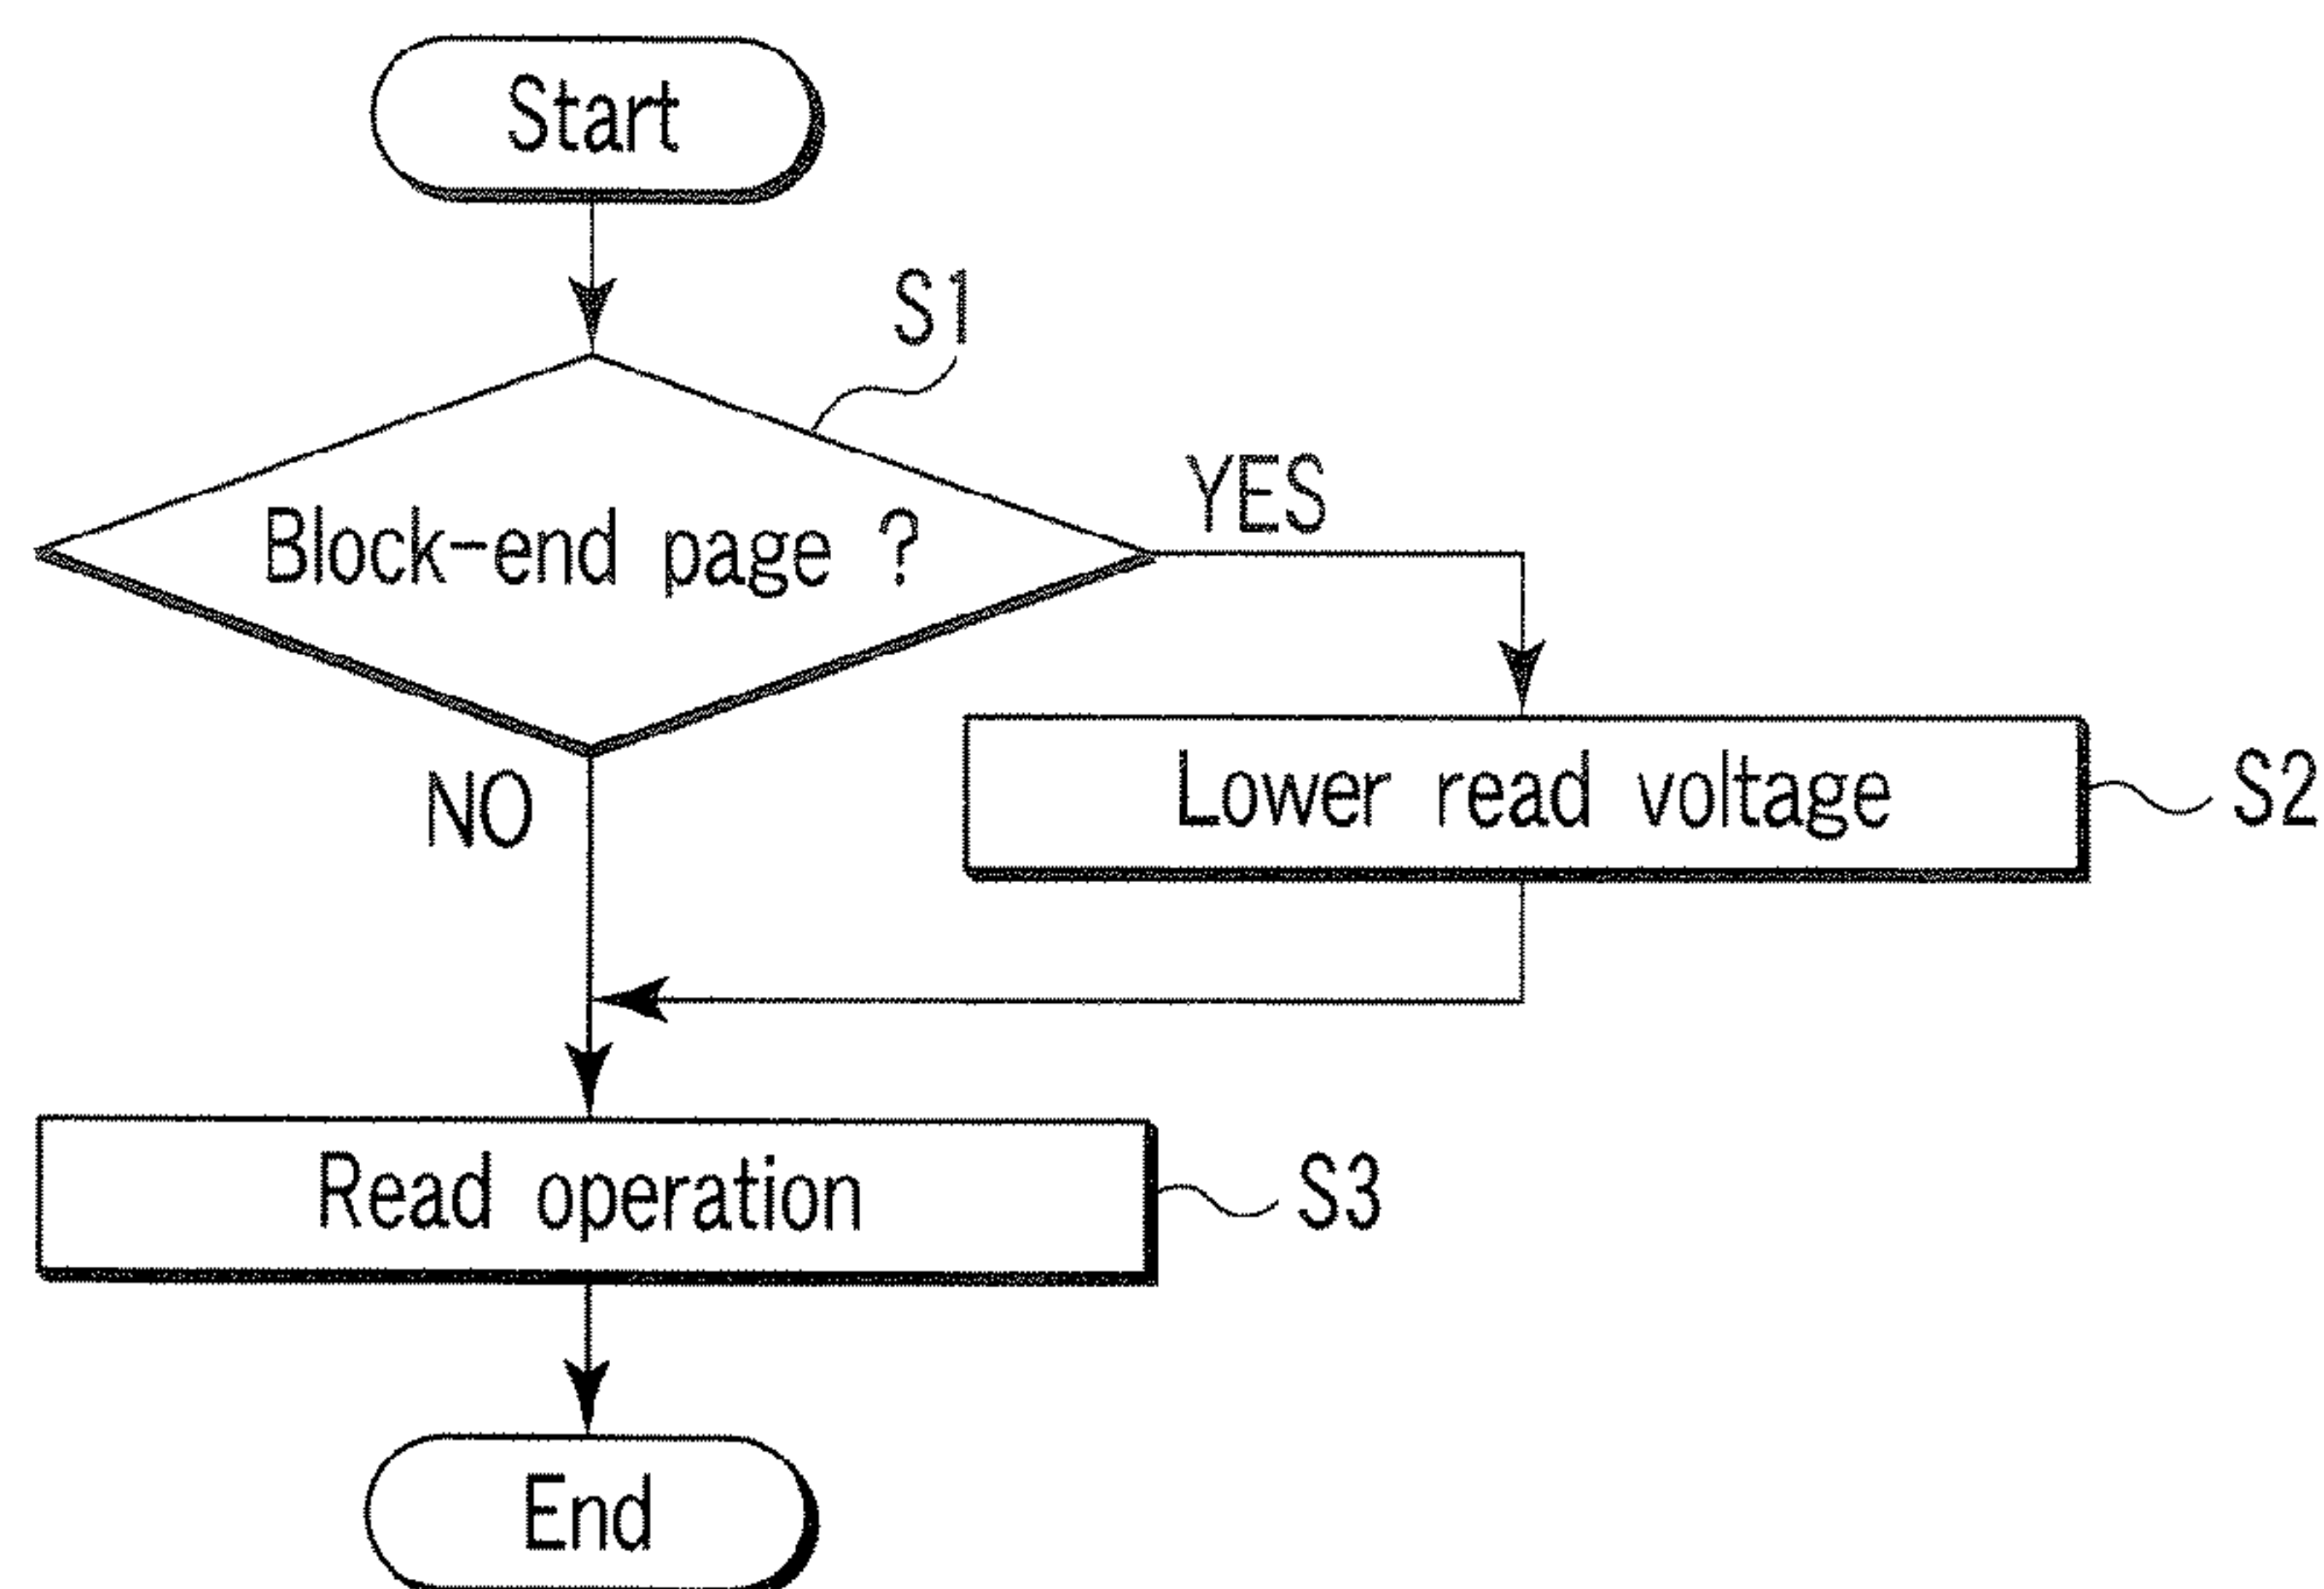 Start
S1
Block-end page ?
YES
NO
Lower read voltage
S2
Read operation
S3
End